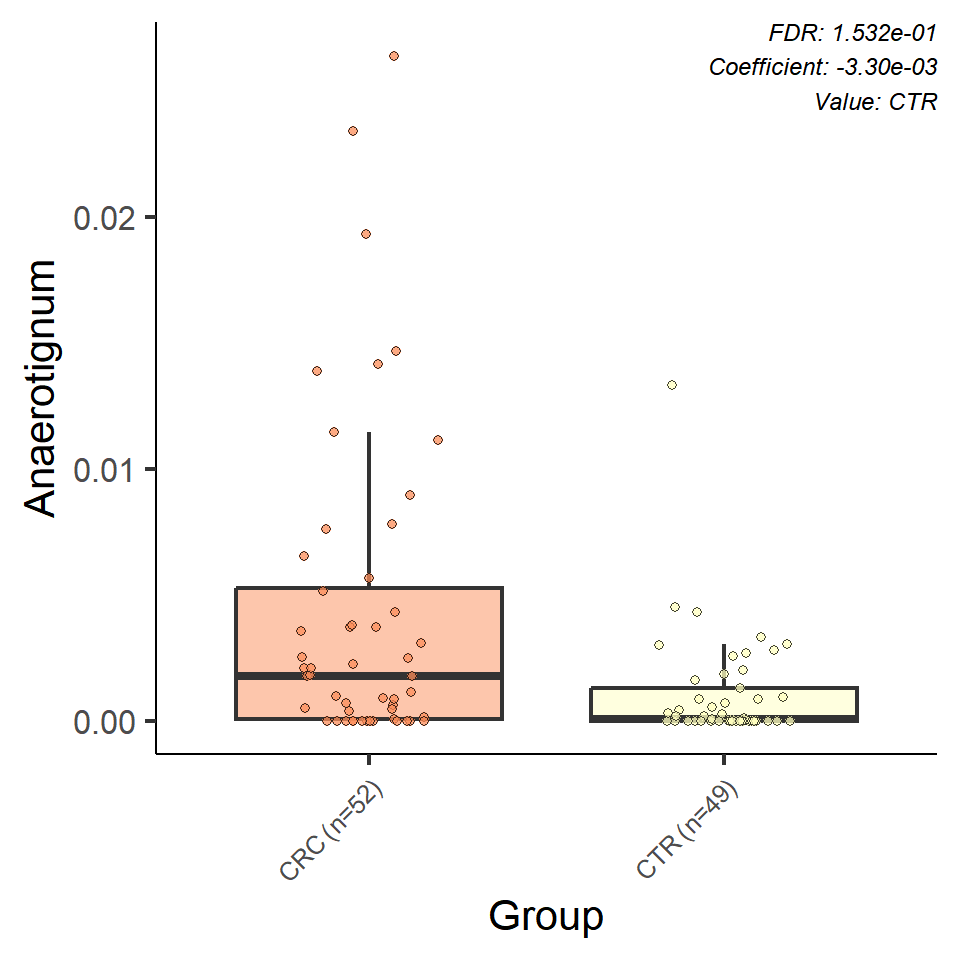 FDR: 1.532e-01
Coefficient: -3.30e-03
Value: CTR
Anaerotignum
0.02
0.01
0.00
CRC (n=52)
CTR (n=49)
Group